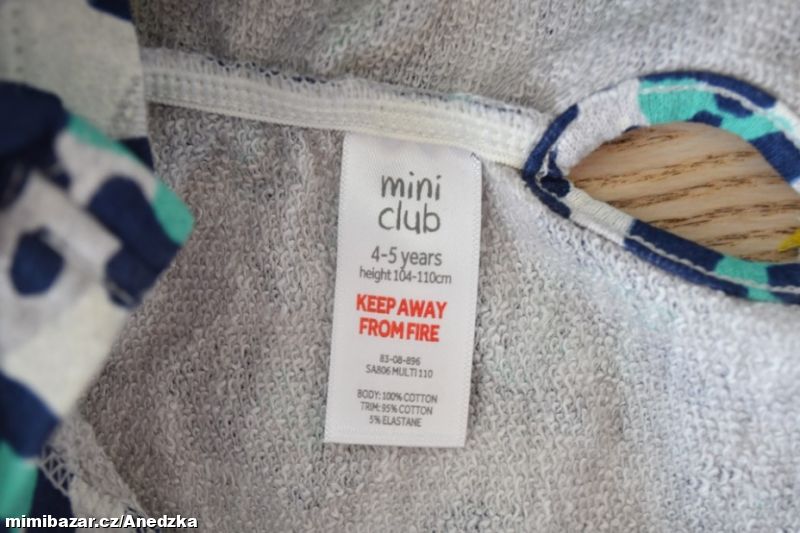 mini
club
4-5 years
height 104-110cm
KEEP AWAY
FROM FIRE
83-08-896
SA806 MULTI 110
BODY: 100% COTTON
TRIM: 95% COTTON
5% ELASTANE
mimibazar.cz/Anedzka